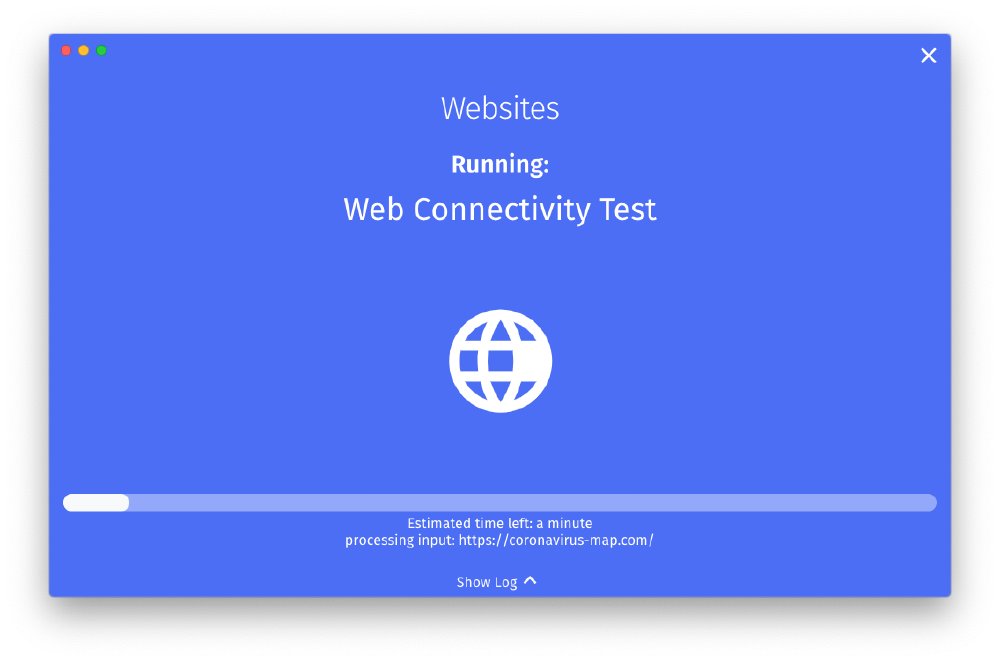 Websites
Running:
Web Connectivity Test
Estimated time left: a minute
processing input: https://coronavirus-map.com/
Show Log